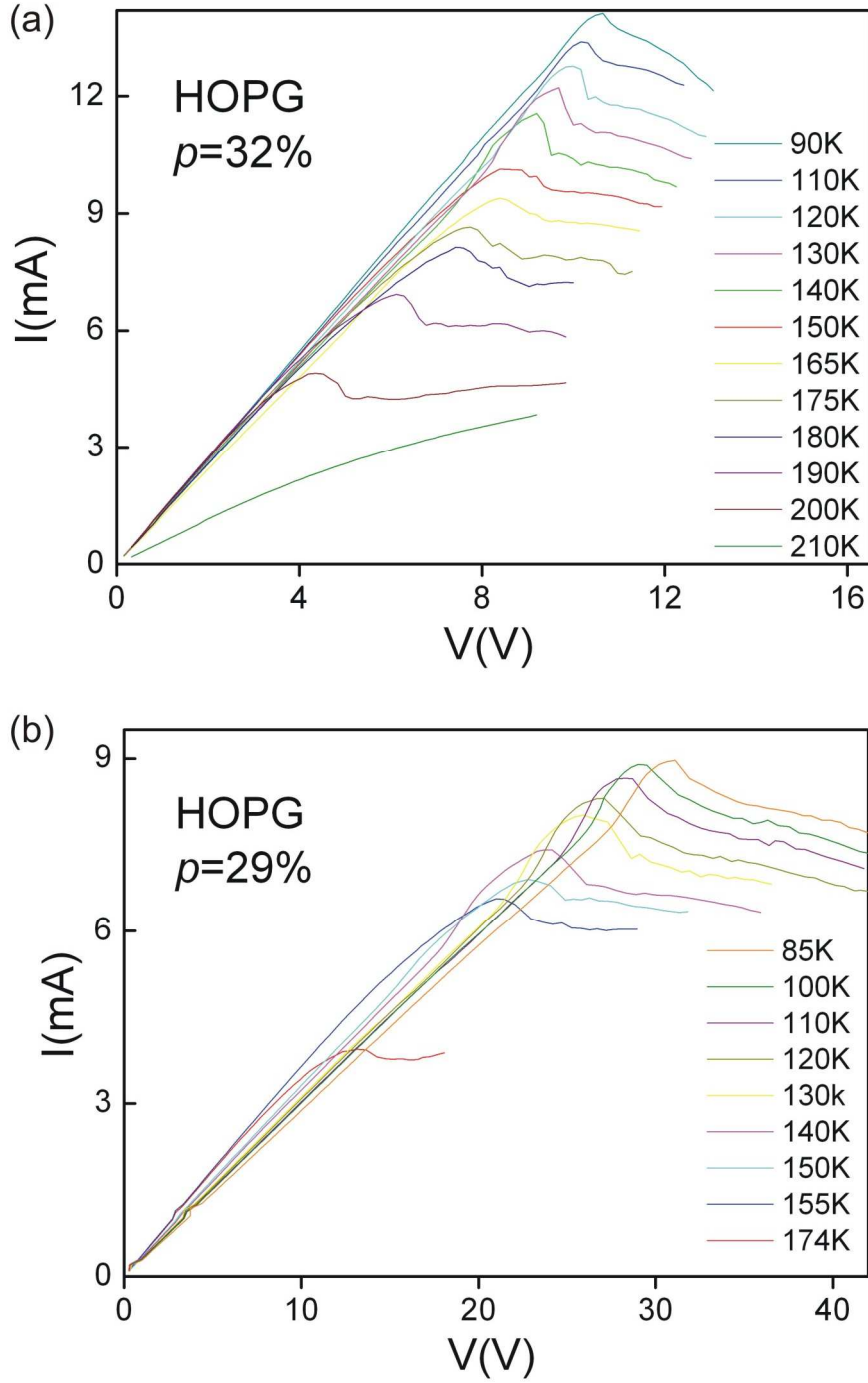 (a)
HOPG
p=32%
I(mA)
12
9
6
3
0
0
4
8
12
16
V(V)
90K
110K
120K
130K
140K
150K
165K
175K
180K
190K
200K
210K
(b)
HOPG
p=29%
I(mA)
9
6
3
0
0
10
20
30
40
V(V)
85K
100K
110K
120K
130k
140K
150K
155K
174K